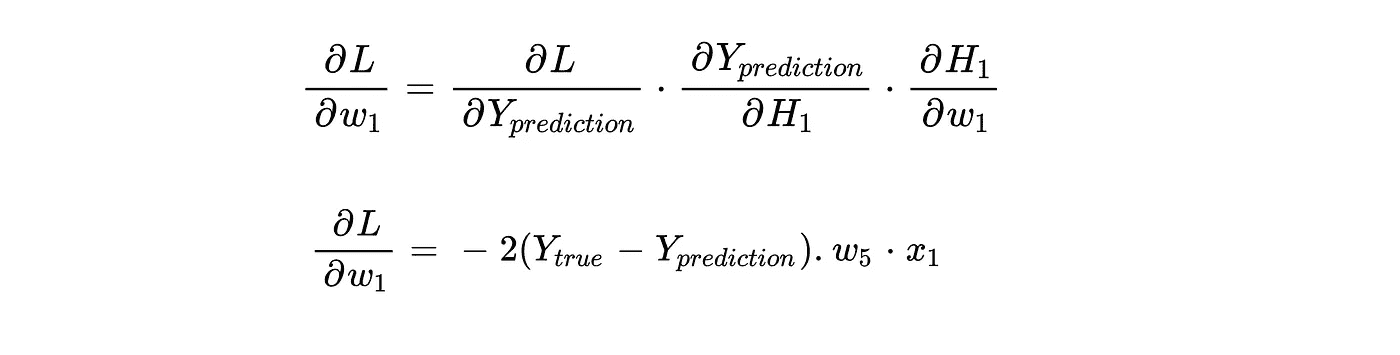 ∂L/∂w₁ = ∂L/∂Y_prediction · ∂Y_prediction/∂H₁ · ∂H₁/∂w₁
∂L/∂w₁ = − 2(Y_true − Y_prediction). w₅ · x₁